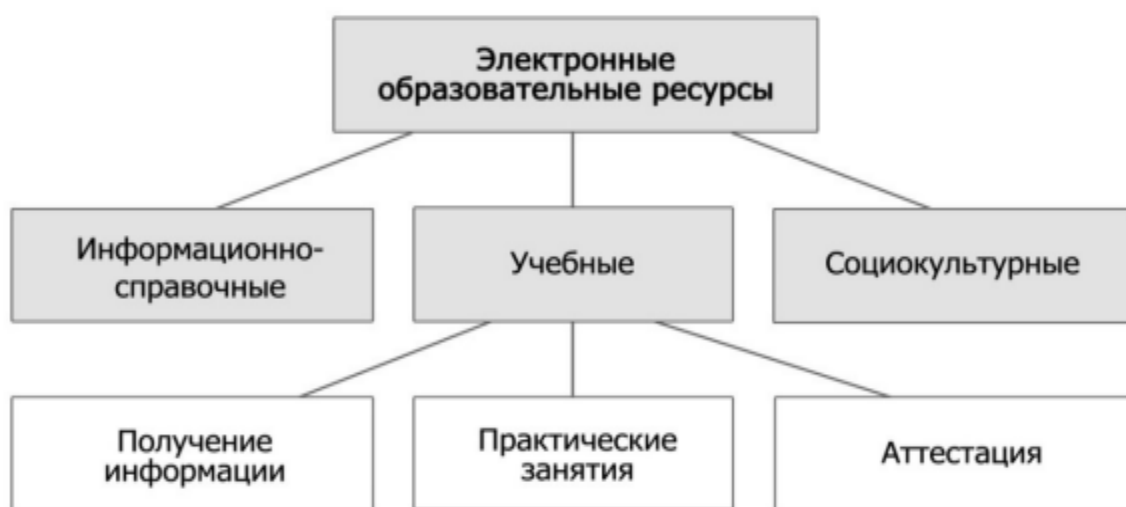 Электронные
образовательные ресурсы
Информационно-
справочные
Учебные
Социокультурные
Получение
информации
Практические
занятия
Аттестация